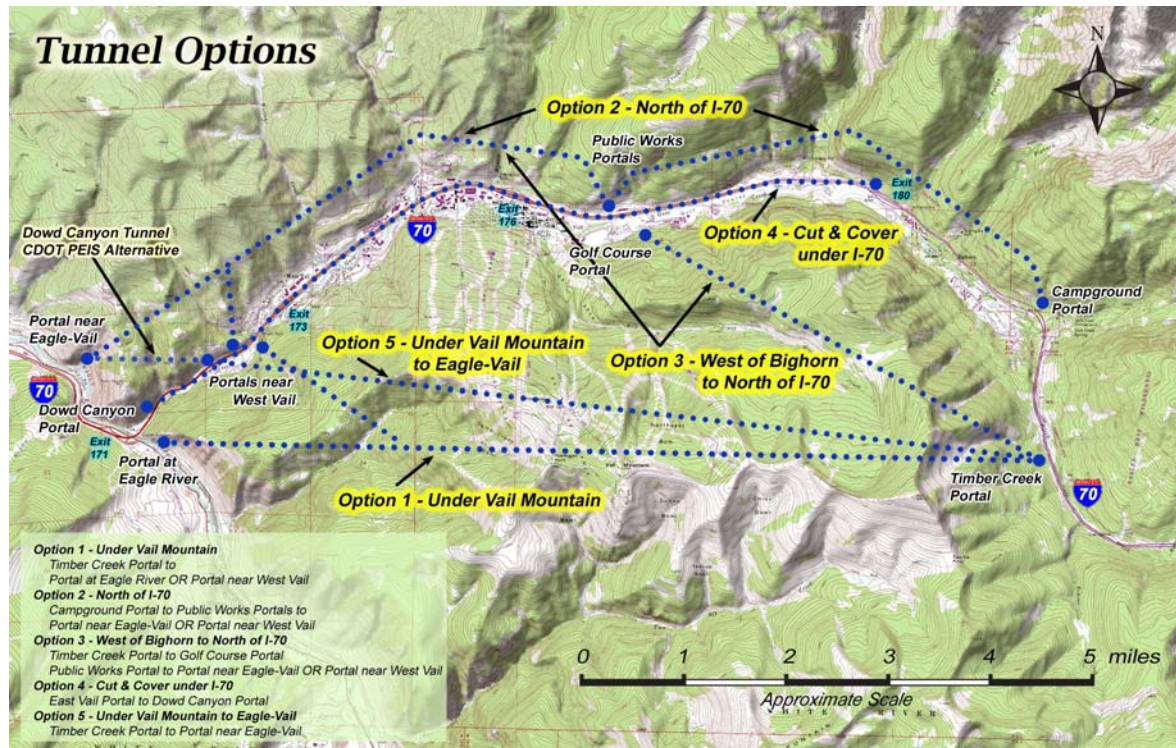 Tunnel Options
N
Option 2 - North of I-70
Public Works
Portals
Exit
180
Exit
176
70
Option 4 - Cut & Cover
under I-70
Golf Course
Portal
Dowd Canyon Tunnel
CDOT PEIS Alternative
Campground
Portal
Portal near
Eagle-Vail
Exit
173
Option 5 - Under Vail Mountain
to Eagle-Vail
Option 3 - West of Bighorn
to North of I-70
Portals near
West Vail
70
Dowd Canyon
Portal
Exit
171
Portal at
Eagle River
Timber Creek
Portal
70
Option 1 - Under Vail Mountain
Option 1 - Under Vail Mountain
Timber Creek Portal to
Portal at Eagle River OR Portal near West Vail
Option 2 - North of I-70
Campground Portal to Public Works Portals to
Portal near Eagle-Vail OR Portal near West Vail
Option 3 - West of Bighorn to North of I-70
Timber Creek Portal to Golf Course Portal
Public Works Portal to Portal near Eagle-Vail OR Portal near West Vail
Option 4 - Cut & Cover under I-70
East Vail Portal to Dowd Canyon Portal
Option 5 - Under Vail Mountain to Eagle-Vail
Timber Creek Portal to Portal near Eagle-Vail
0 1 2 3 4 5 miles
Approximate Scale
WHITE RIVER